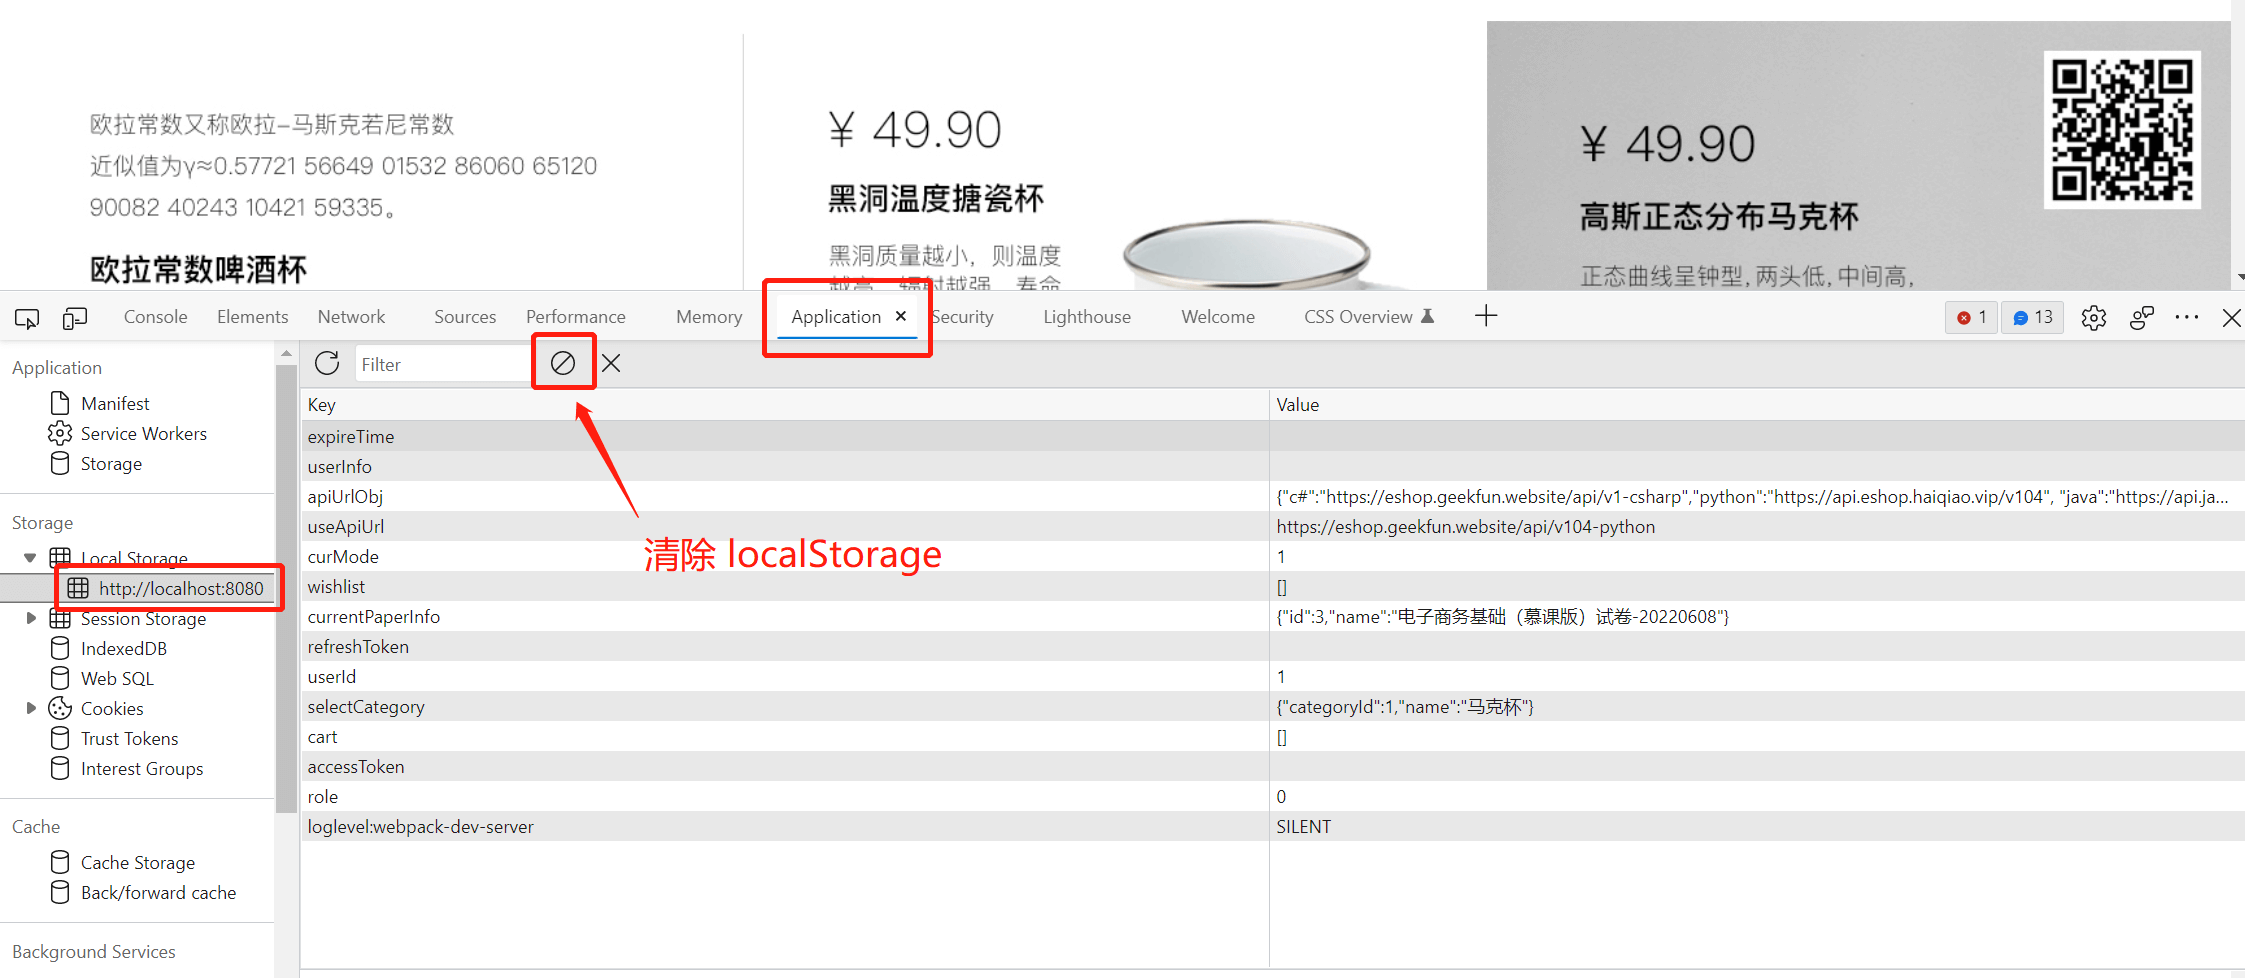 欧拉常数又称欧拉-马斯克若尼常数
近似值为γ≈0.57721 56649 01532 86060 65120
90082 40243 10421 59335。
欧拉常数啤酒杯
¥ 49.90
黑洞温度搪瓷杯
黑洞质量越小，则温度
越高，辐射越强，寿命
¥ 49.90
高斯正态分布马克杯
正态曲线呈钟型,两头低,中间高,
Console Elements Network Sources Performance Memory Application Security Lighthouse Welcome CSS Overview 1 13
Filter
Application
Manifest
Service Workers
Storage
Storage
Local Storage
http://localhost:8080
Session Storage
IndexedDB
Web SQL
Cookies
Trust Tokens
Interest Groups
Cache
Cache Storage
Back/forward cache
Background Services
Key Value
expireTime
userInfo
apiUrlObj {"c#":"https://eshop.geekfun.website/api/v1-csharp","python":"https://api.eshop.haiqiao.vip/v104", "java":"https://api.ja...
useApiUrl https://eshop.geekfun.website/api/v104-python
curMode 1
wishlist []
currentPaperInfo {"id":3,"name":"电子商务基础（慕课版）试卷-20220608"}
refreshToken
userId 1
selectCategory {"categoryId":1,"name":"马克杯"}
cart []
accessToken
role 0
loglevel:webpack-dev-server SILENT
清除 localStorage